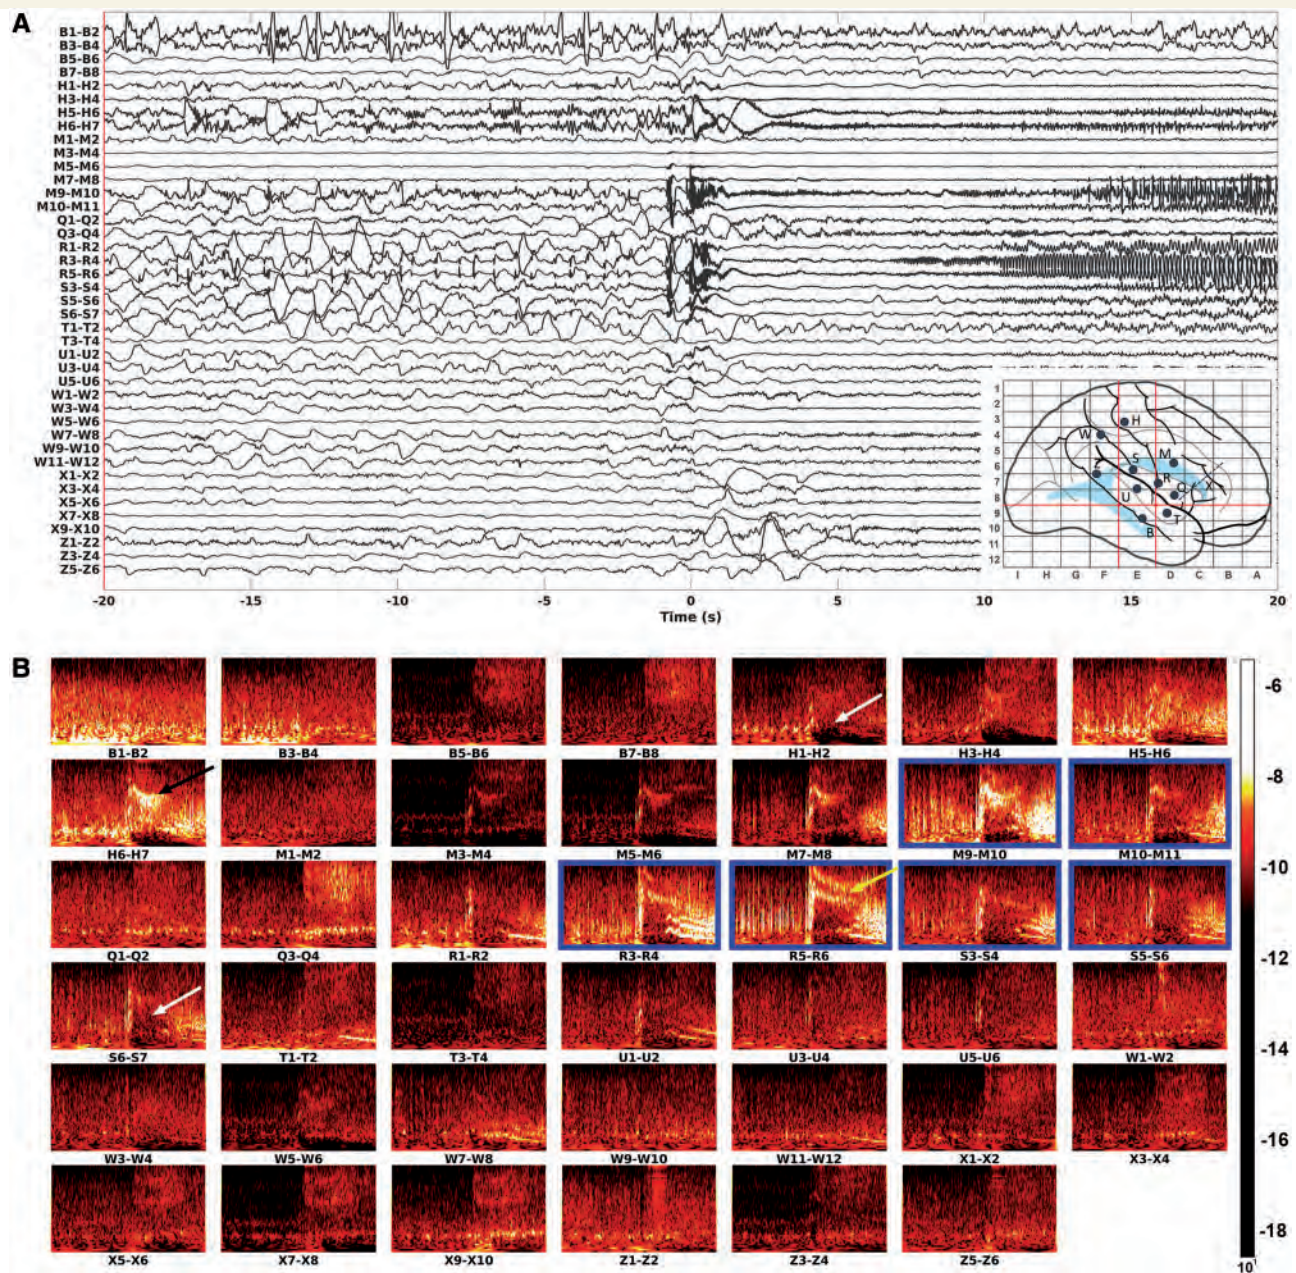 A
B1-B2
B3-B4
B5-B6
B7-B8
H1-H2
H3-H4
H5-H6
H6-H7
M1-M2
M3-M4
M5-M6
M7-M8
M9-M10
M10-M11
Q1-Q2
Q3-Q4
R1-R2
R3-R4
R5-R6
S3-S4
S5-S6
S6-S7
T1-T2
T3-T4
U1-U2
U3-U4
U5-U6
W1-W2
W3-W4
W5-W6
W7-W8
W9-W10
W11-W12
X1-X2
X3-X4
X5-X6
X7-X8
X9-X10
Z1-Z2
Z3-Z4
Z5-Z6
-20 -15 -10 -5 0 5 10 15 20
Time (s)
1
2
3 H
4 W
5 S M
6 Z
7 R X
8 U Q
9 T
10 B
11
12
I H G F E D C B A
B
B1-B2 B3-B4 B5-B6 B7-B8 H1-H2 H3-H4 H5-H6
H6-H7 M1-M2 M3-M4 M5-M6 M7-M8 M9-M10 M10-M11
Q1-Q2 Q3-Q4 R1-R2 R3-R4 R5-R6 S3-S4 S5-S6
S6-S7 T1-T2 T3-T4 U1-U2 U3-U4 U5-U6 W1-W2
W3-W4 W5-W6 W7-W8 W9-W10 W11-W12 X1-X2 X3-X4
X5-X6 X7-X8 X9-X10 Z1-Z2 Z3-Z4 Z5-Z6
-6
-8
-10
-12
-14
-16
-18